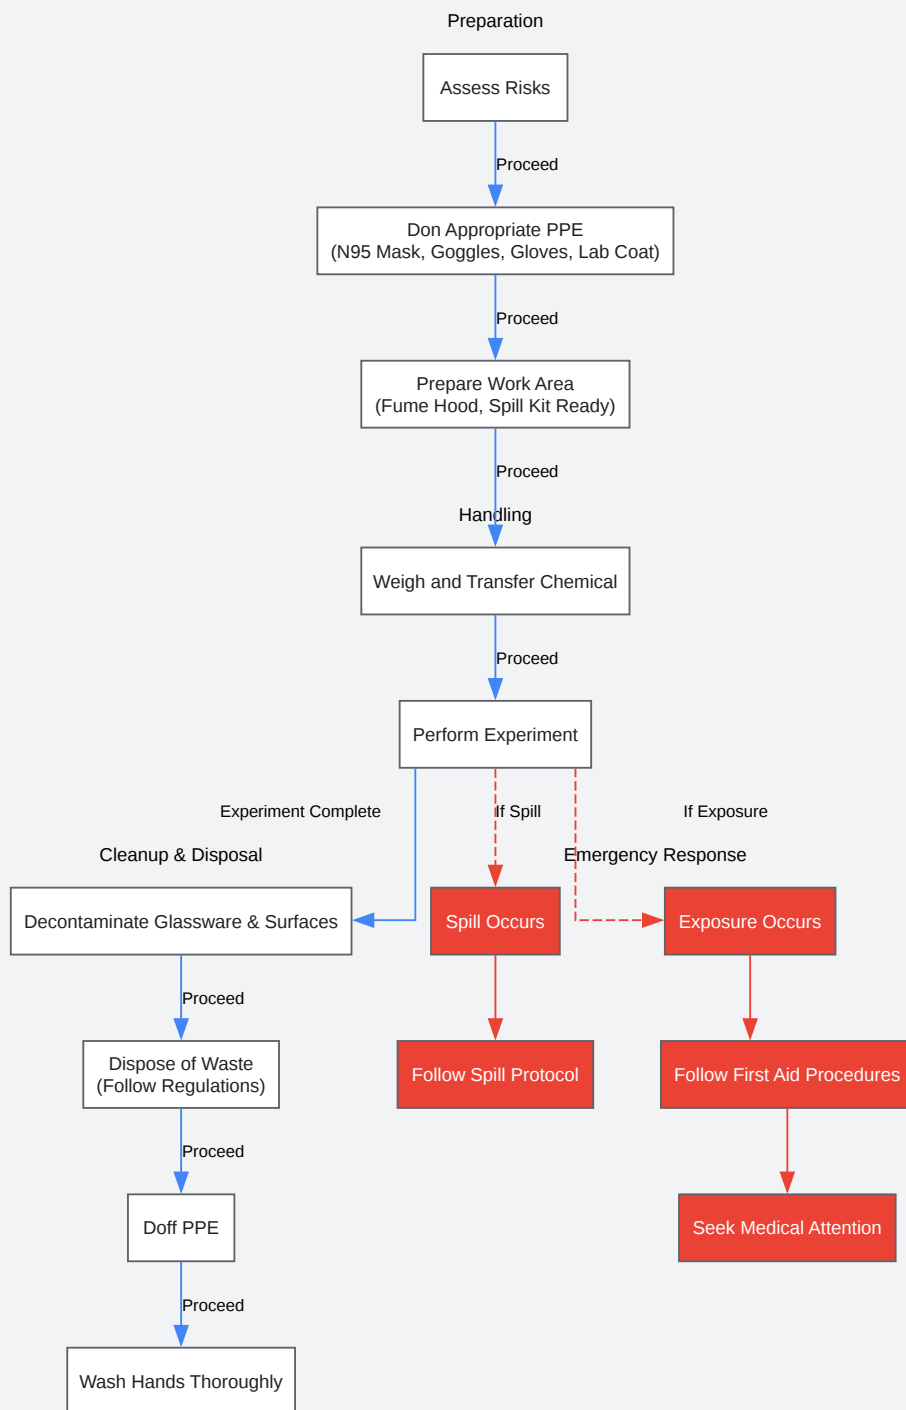 Preparation
Assess Risks
Proceed
Don Appropriate PPE
(N95 Mask, Goggles, Gloves, Lab Coat)
Proceed
Prepare Work Area
(Fume Hood, Spill Kit Ready)
Proceed
Handling
Weigh and Transfer Chemical
Proceed
Perform Experiment
Experiment Complete
If Spill
If Exposure
Cleanup & Disposal
Emergency Response
Decontaminate Glassware & Surfaces
Spill Occurs
Exposure Occurs
Proceed
Dispose of Waste
(Follow Regulations)
Follow Spill Protocol
Follow First Aid Procedures
Proceed
Doff PPE
Seek Medical Attention
Proceed
Wash Hands Thoroughly